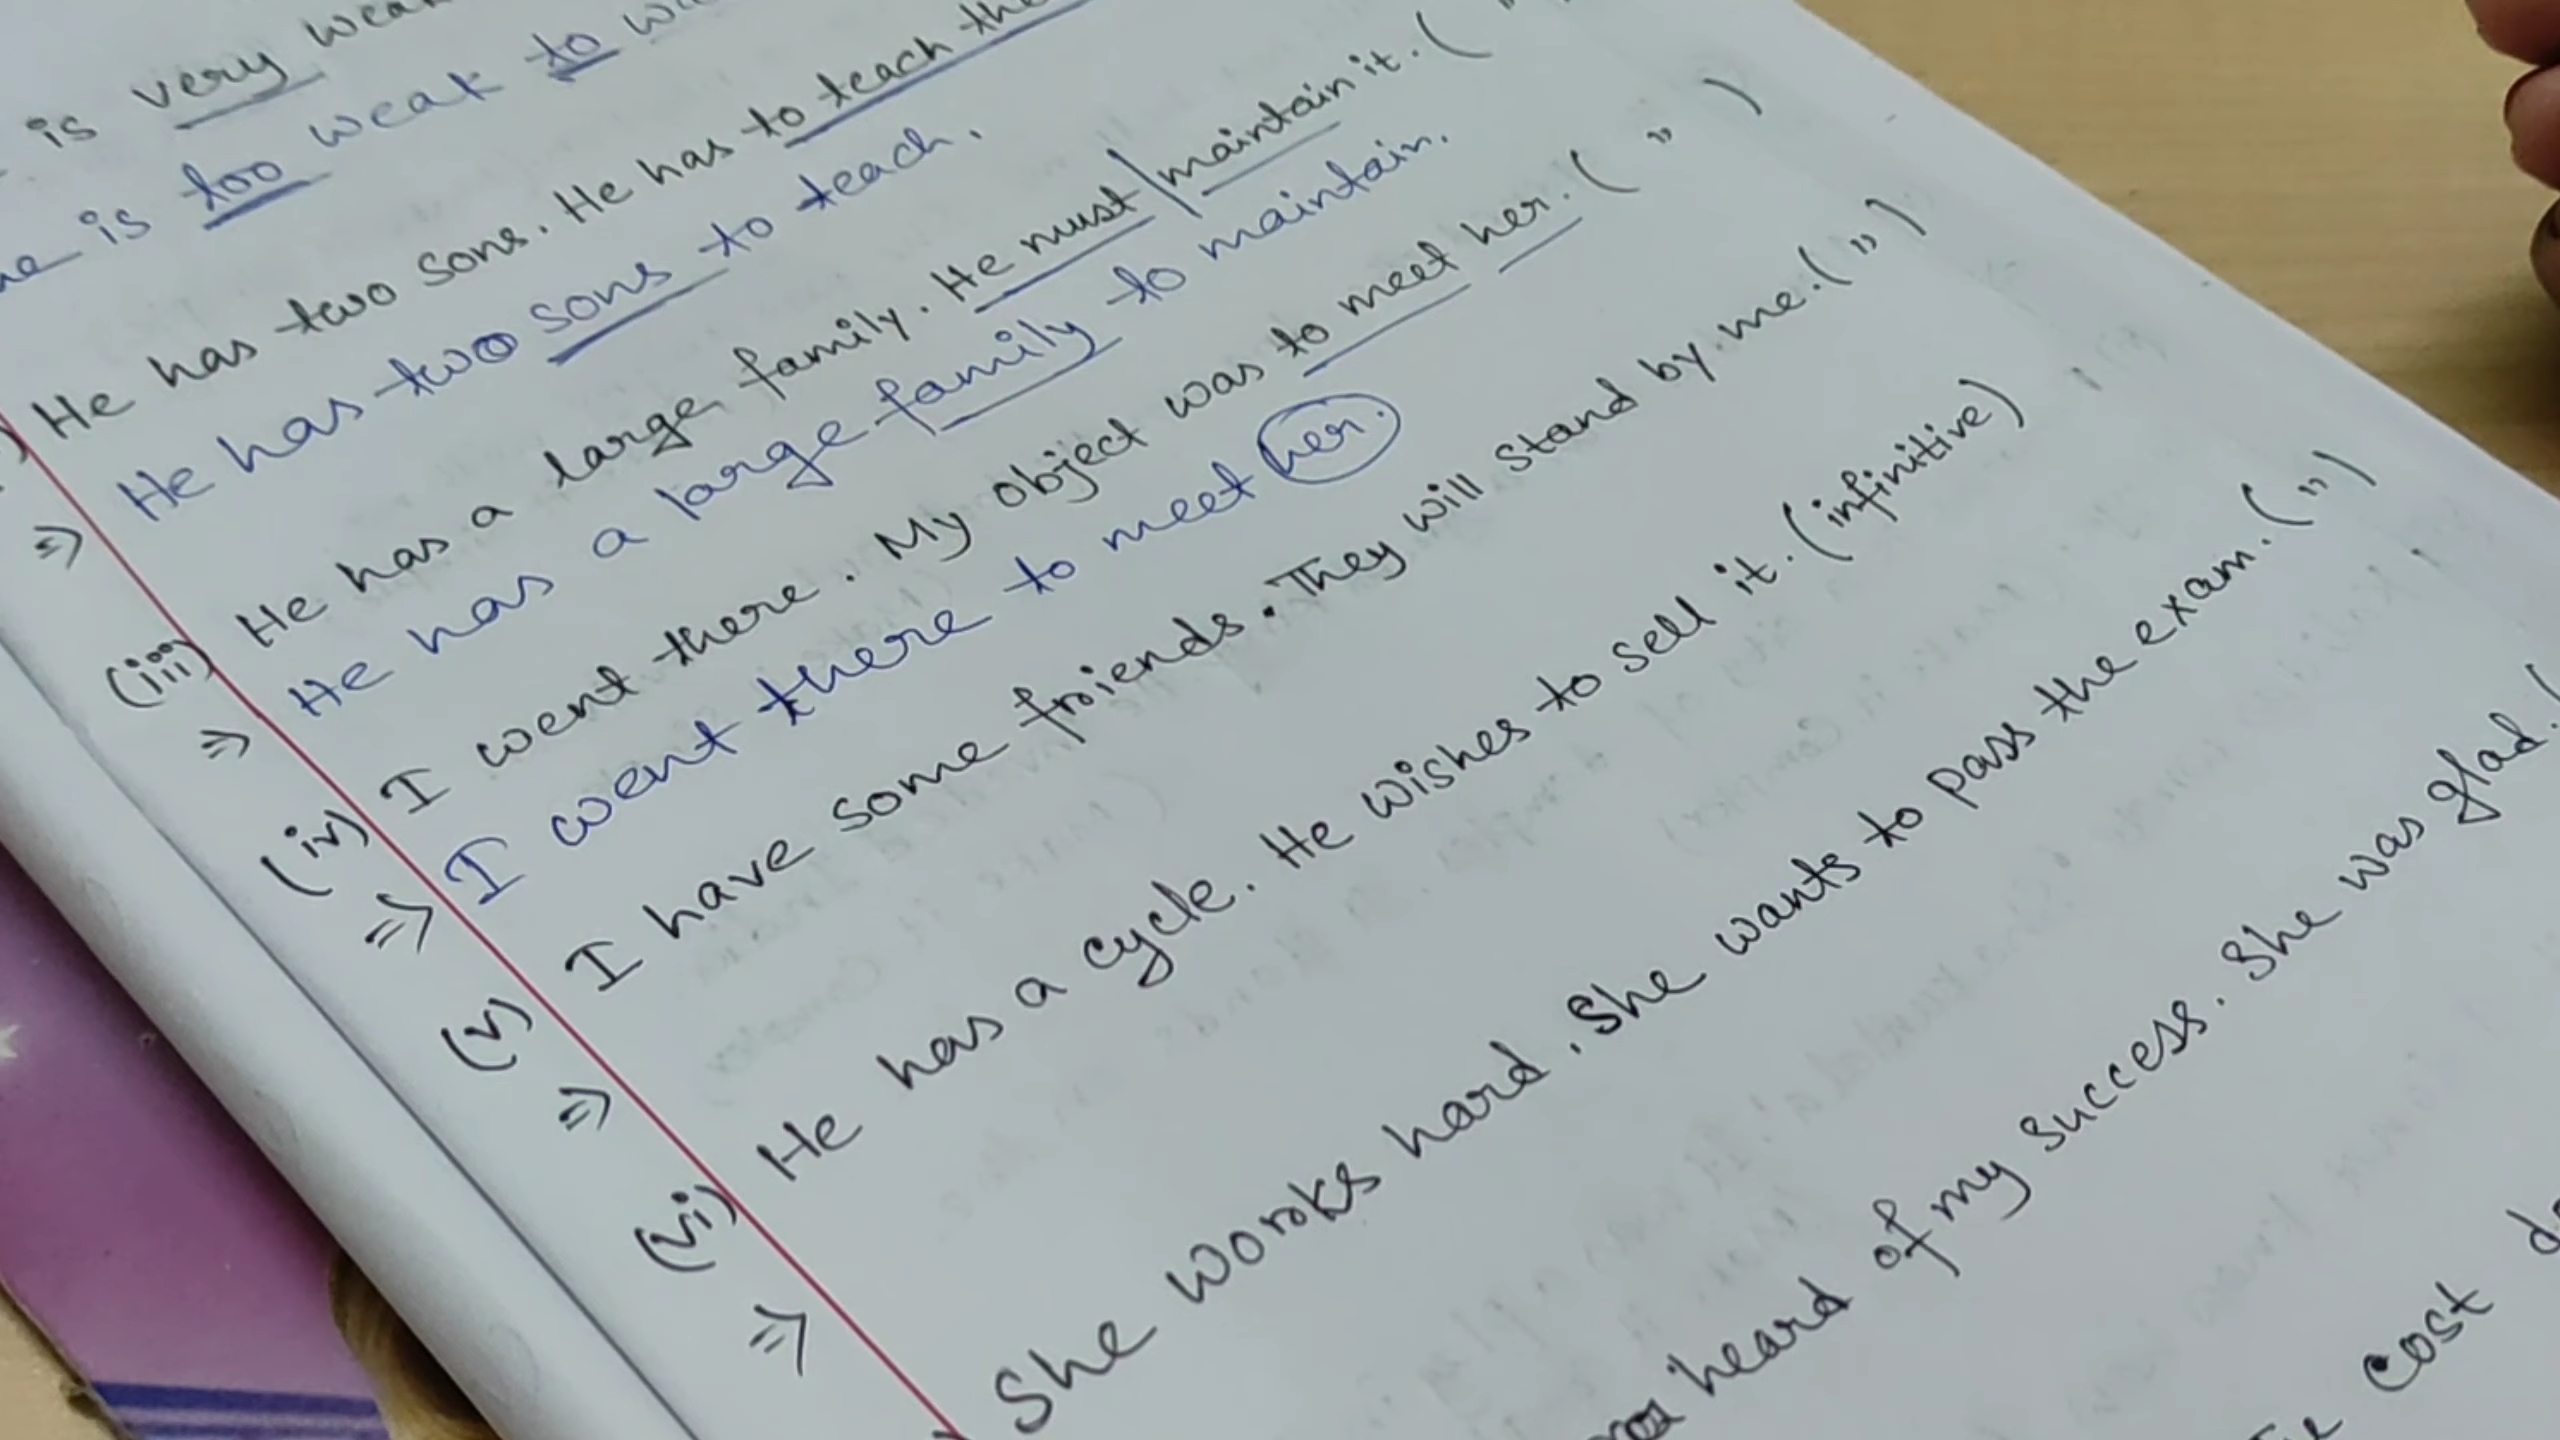 is very weak
is too weak to
He has two sons. He has to teach the
⇒ He has two sons to teach.
(iii) He has a large family. He must maintain it. ( "
⇒ He has a large family to maintain.
(iv) I went there. My object was to meet her. ( " )
⇒ I went there to meet her.
(v) I have some friends. They will stand by me. ( " )
⇒
(vi) He has a cycle. He wishes to sell it. (infinitive)
⇒
She works hard. She wants to pass the exam. ( " )
heard of my success. She was glad. (
cost